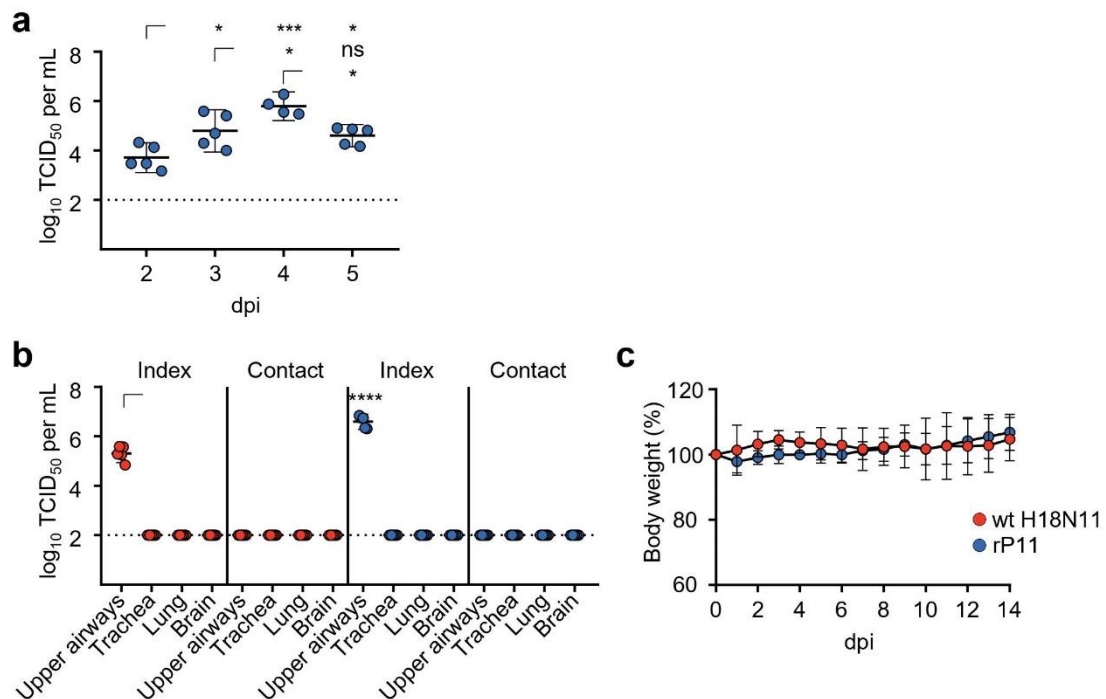 a
* *** *
* ns
*
8
6
4
2
log10 TCID50 per mL
2 3 4 5
dpi
b
Index Contact Index Contact
8
6
4
2
log10 TCID50 per mL
****
Upper airways Trachea Lung Brain Upper airways Trachea Lung Brain Upper airways Trachea Lung Brain Upper airways Trachea Lung Brain
c
120
100
80
60
Body weight (%)
wt H18N11
rP11
0 2 4 6 8 10 12 14
dpi